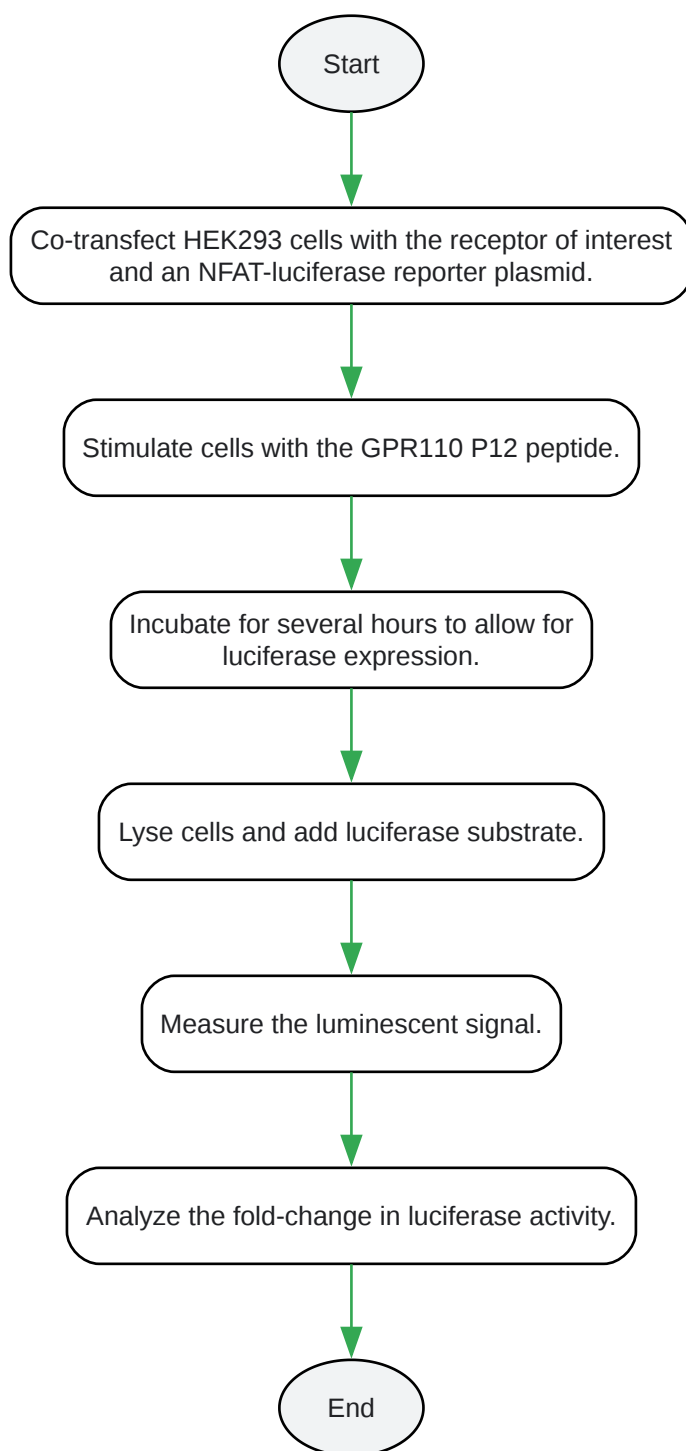 Start
Co-transfect HEK293 cells with the receptor of interest
and an NFAT-luciferase reporter plasmid.
Stimulate cells with the GPR110 P12 peptide.
Incubate for several hours to allow for
luciferase expression.
Lyse cells and add luciferase substrate.
Measure the luminescent signal.
Analyze the fold-change in luciferase activity.
End